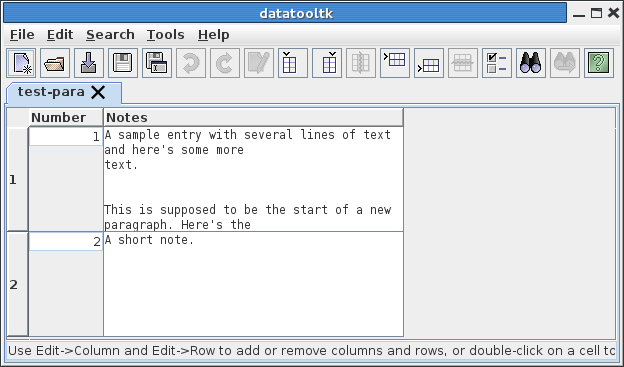 datatooltk
File Edit Search Tools Help
test-para
Number Notes
1 1 A sample entry with several lines of text
and here's some more
text.
This is supposed to be the start of a new
paragraph. Here's the
2 2 A short note.
Use Edit->Column and Edit->Row to add or remove columns and rows, or double-click on a cell to